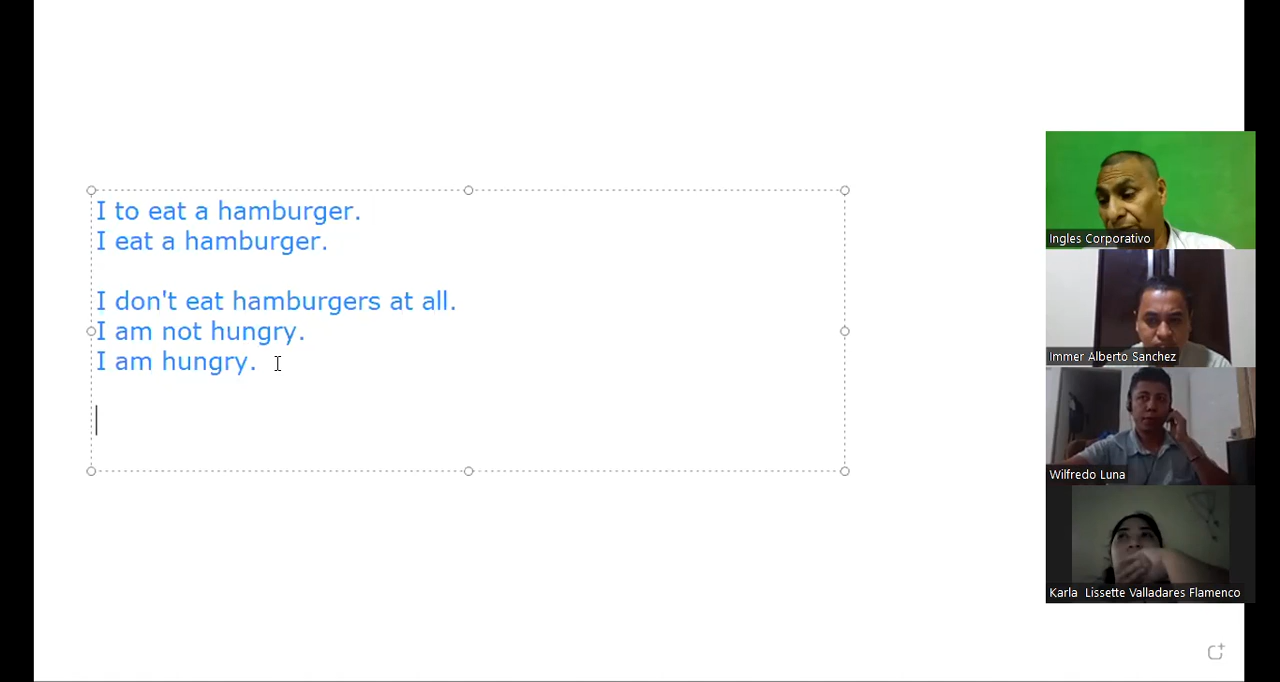 I to eat a hamburger.
I eat a hamburger.
I don't eat hamburgers at all.
I am not hungry.
I am hungry.
Ingles Corporativo
Immer Alberto Sanchez
Wilfredo Luna
Karla Lissette Valladares Flamenco